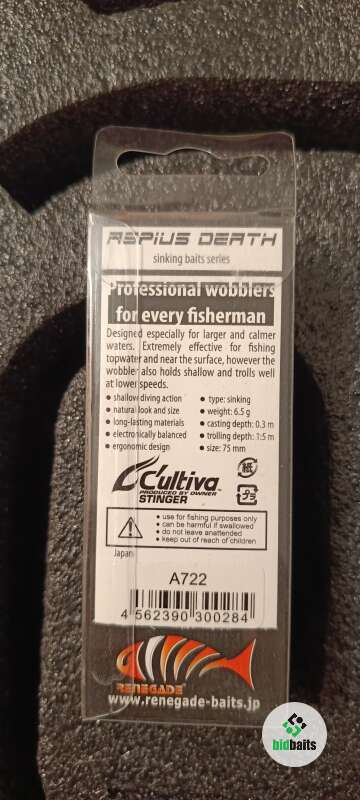 ASPIUS DEATH
sinking baits series
Professional wobblers
for every fisherman
Designed especially for larger and calmer
waters. Extremely effective for fishing
topwater and near the surface, however the
wobbler also holds shallow and trolls well
at lower speeds.
• shallow diving action
• natural look and size
• long-lasting materials
• electronically balanced
• ergonomic design
• type: sinking
• weight: 6.5 g
• casting depth: 0.3 m
• trolling depth: 1.5 m
• size: 75 mm
C'ultiva
PRODUCED BY OWNER
STINGER™
紙
プラ
• use for fishing purposes only
• can be harmful if swallowed
• do not leave unattended
• keep out of reach of children
Japan
A722
4 562390 300284
RENEGADE
www.renegade-baits.jp
bidbaits